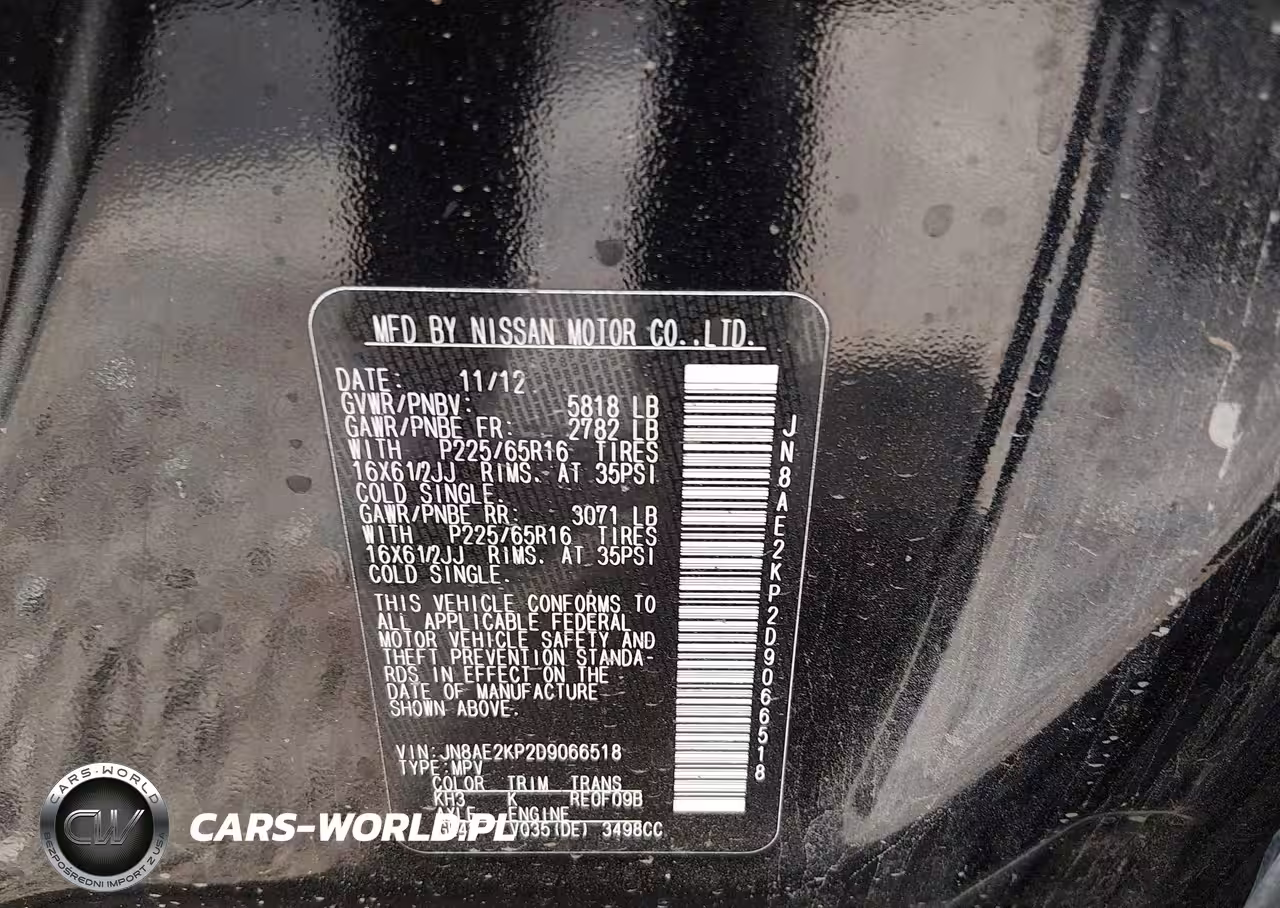 MFD BY NISSAN MOTOR CO.,LTD.
DATE: 11/12
GVWR/PNBV: 5818 LB
GAWR/PNBE FR: 2782 LB
WITH P225/65R16 TIRES
16X61/2JJ RIMS. AT 35PSI
COLD SINGLE.
GAWR/PNBE RR: 3071 LB
WITH P225/65R16 TIRES
16X61/2JJ RIMS. AT 35PSI
COLD SINGLE.
THIS VEHICLE CONFORMS TO
ALL APPLICABLE FEDERAL
MOTOR VEHICLE SAFETY AND
THEFT PREVENTION STANDA-
RDS IN EFFECT ON THE
DATE OF MANUFACTURE
SHOWN ABOVE.
VIN:JN8AE2KP2D9066518
TYPE:MPV
COLOR TRIM TRANS
KH3 K RE0F09B
AXLE ENGINE
VQ35(DE) 3498CC
JN8AE2KP2D9066518
CARS-WORLD
CW
BEZPOŚREDNI IMPORT Z USA
CARS-WORLD.PL